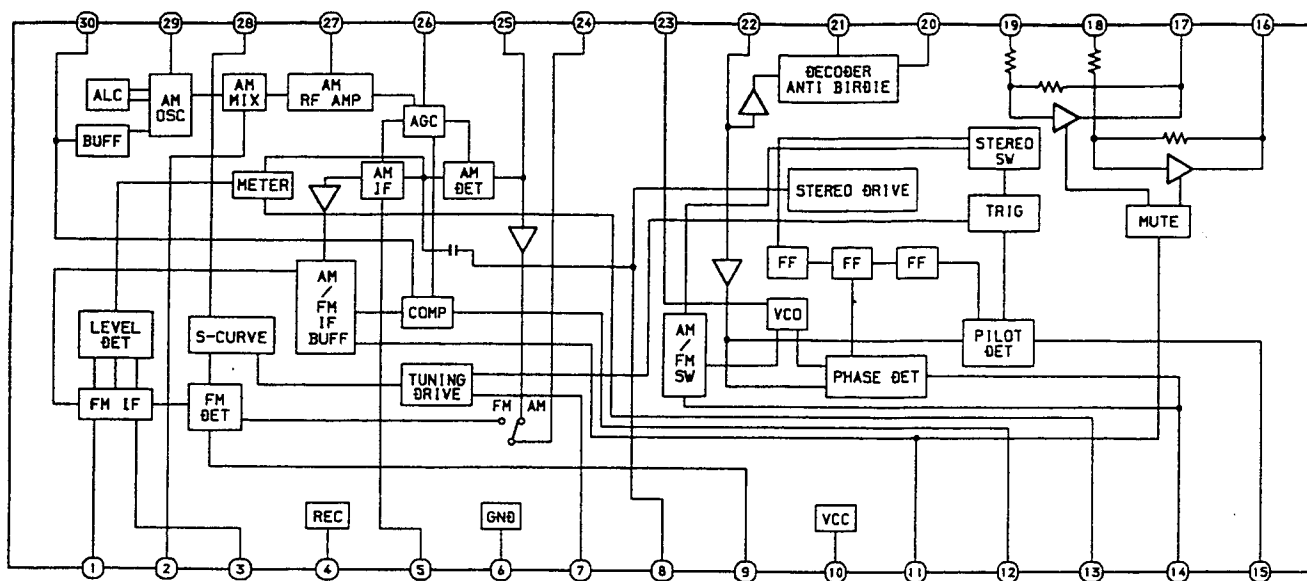 30 29 28 27 26 25 24 23 22 21 20 19 18 17 16
ALC
AM
OSC
AM
MIX
AM
RF AMP
AGC
BUFF
METER
AM
IF
AM
DET
DECODER
ANTI BIRDIE
STEREO
SW
STEREO DRIVE
TRIG
MUTE
LEVEL
DET
S-CURVE
AM
/
FM
IF
BUFF
COMP
FF
FF
FF
VCO
AM
/
FM
SW
PILOT
DET
PHASE DET
FM IF
FM
DET
TUNING
DRIVE
FM
AM
REC
GND
VCC
1 2 3 4 5 6 7 8 9 10 11 12 13 14 15